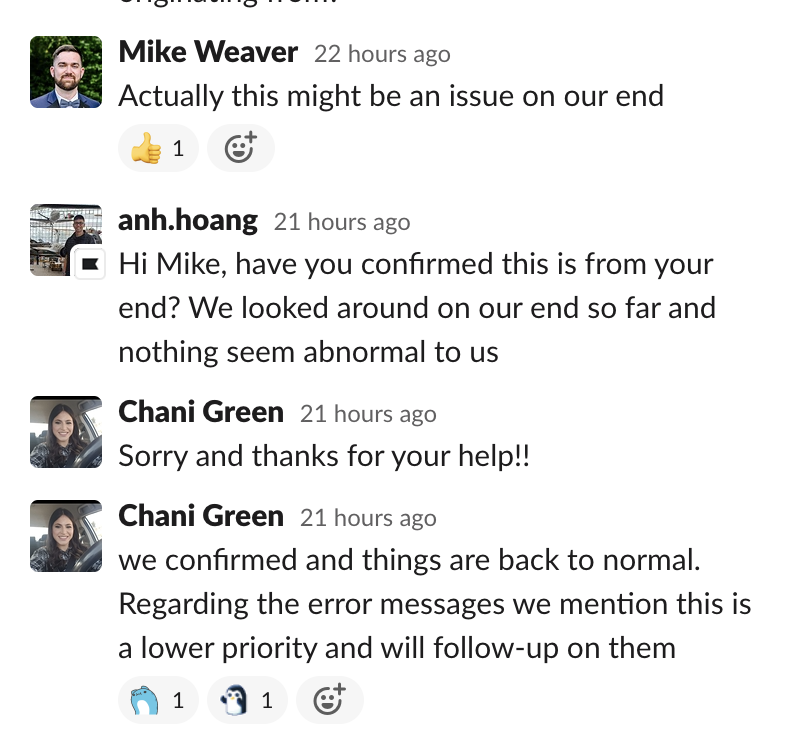 Mike Weaver 22 hours ago
Actually this might be an issue on our end
1
anh.hoang 21 hours ago
Hi Mike, have you confirmed this is from your
end? We looked around on our end so far and
nothing seem abnormal to us
Chani Green 21 hours ago
Sorry and thanks for your help!!
Chani Green 21 hours ago
we confirmed and things are back to normal.
Regarding the error messages we mention this is
a lower priority and will follow-up on them
1 1